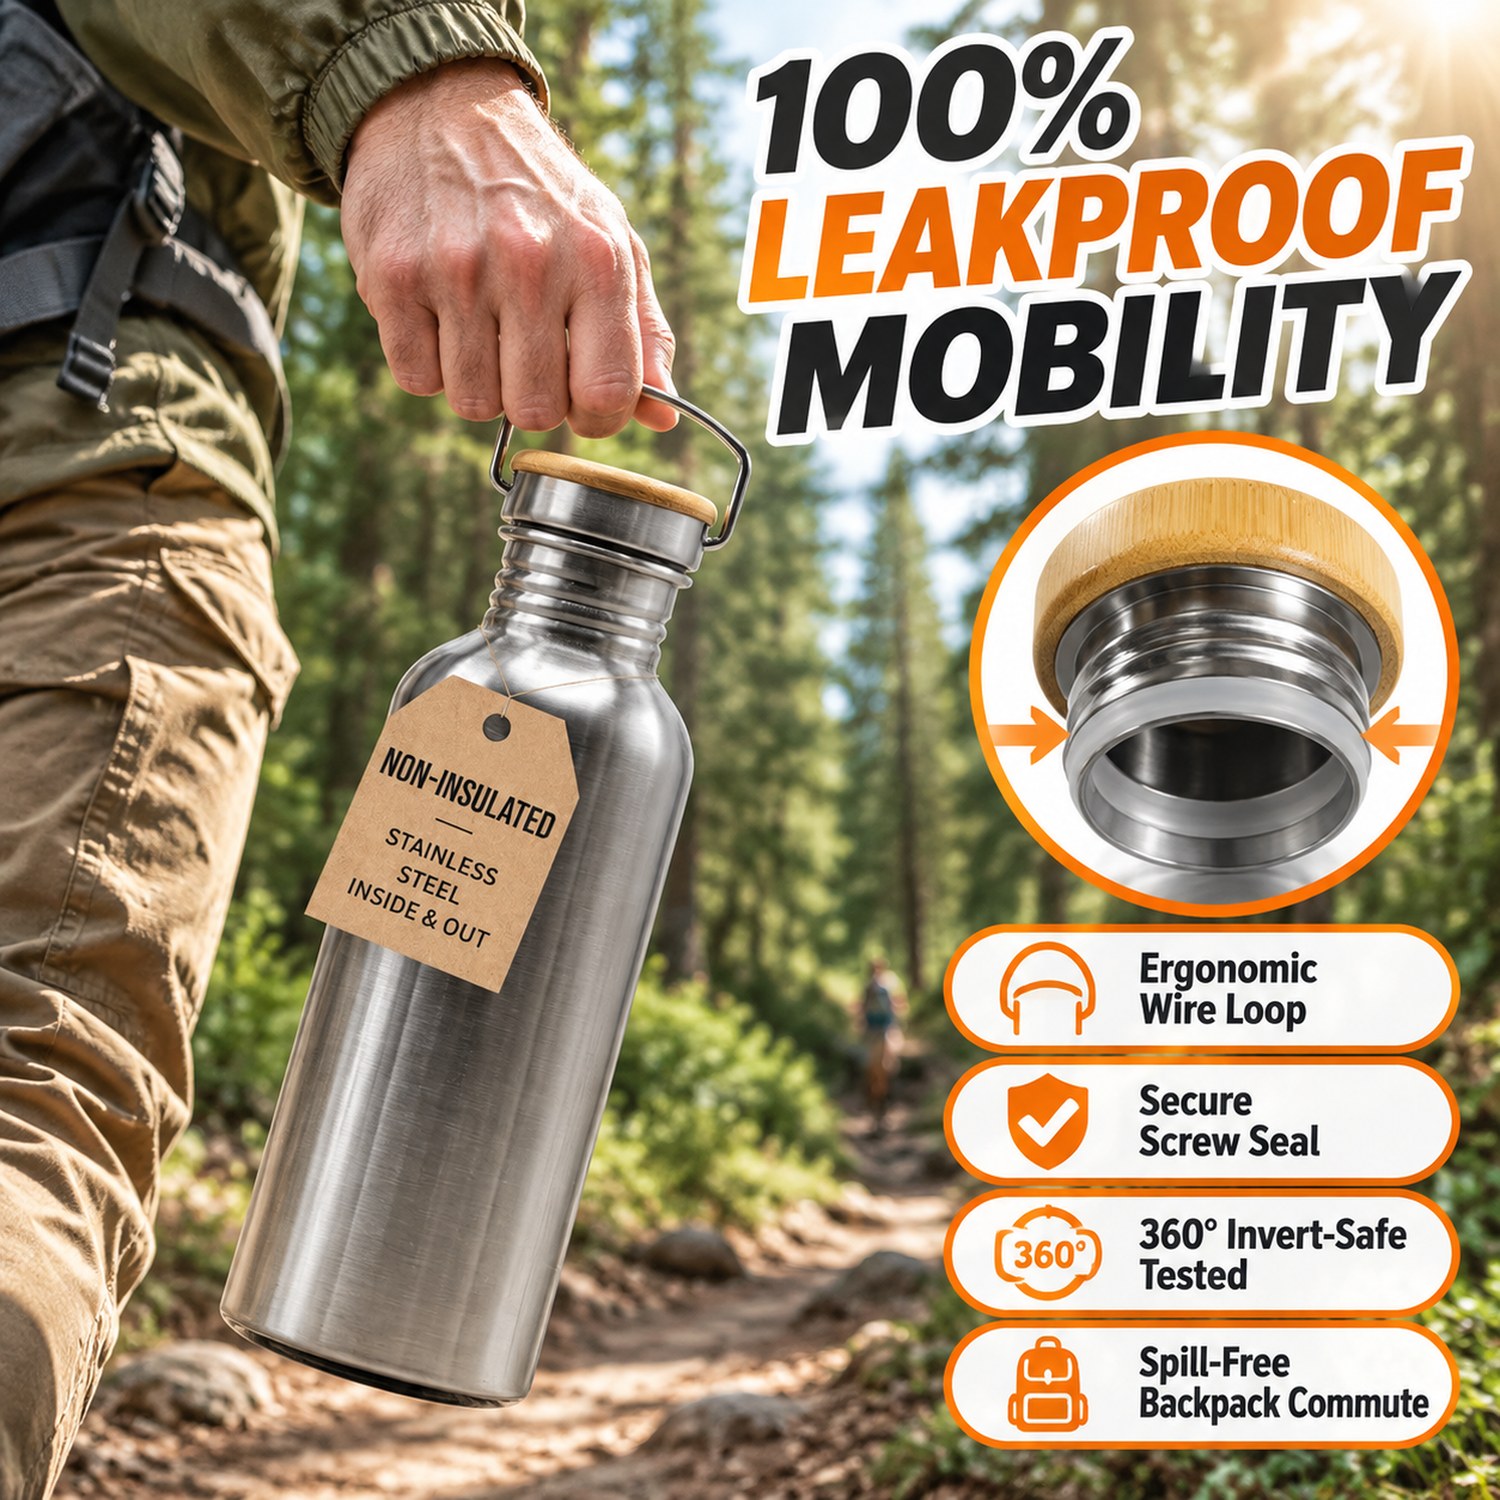 100%
LEAKPROOF
MOBILITY
NON-INSULATED
STAINLESS
STEEL
INSIDE & OUT
Ergonomic
Wire Loop
Secure
Screw Seal
360°
360° Invert-Safe
Tested
Spill-Free
Backpack Commute